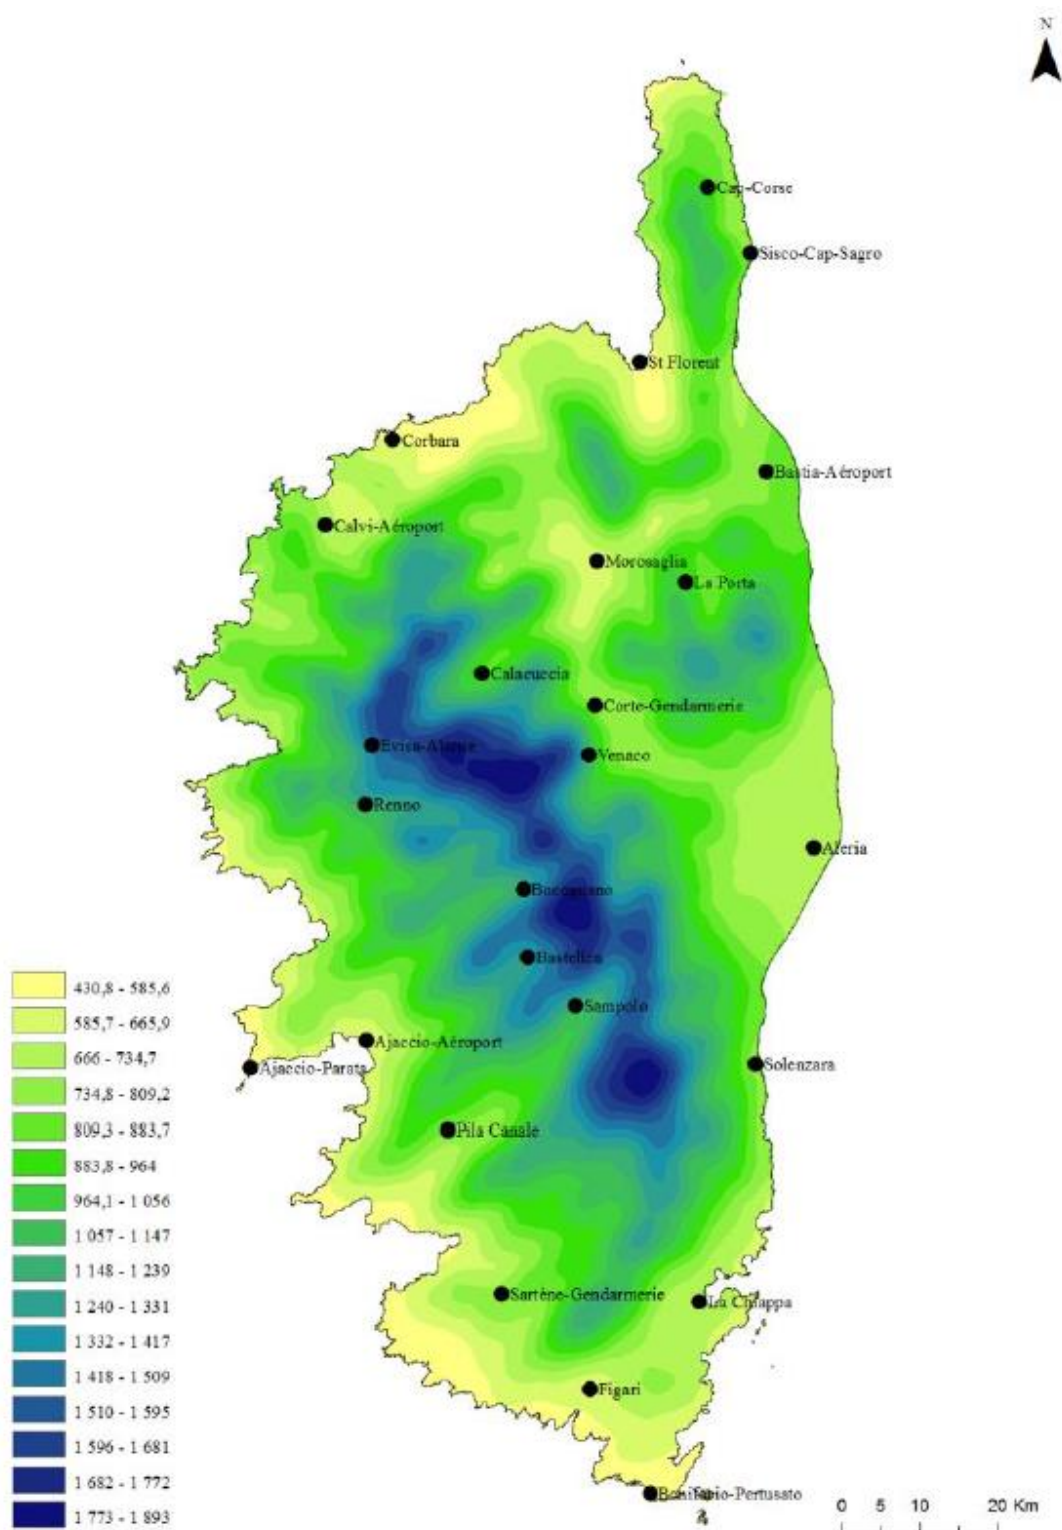 N
Cap-Corse
Sisco-Cap-Sagro
St Florent
Corbara
Bastia-Aéroport
Calvi-Aéroport
Morosaglia
La Porta
Calacuccia
Corte-Gendarmerie
Evisa-Aïtone
Venaco
Renno
Aleria
Bocognano
Bastelica
Sampolo
Ajaccio-Aéroport
Ajaccio-Parata
Solenzara
Pila Canale
Sartène-Gendarmerie
La Chiappa
Figari
Bonifacio-Pertusato
430,8 - 585,6
585,7 - 665,9
666 - 734,7
734,8 - 809,2
809,3 - 883,7
883,8 - 964
964,1 - 1 056
1 057 - 1 147
1 148 - 1 239
1 240 - 1 331
1 332 - 1 417
1 418 - 1 509
1 510 - 1 595
1 596 - 1 681
1 682 - 1 772
1 773 - 1 893
0 5 10 20 Km